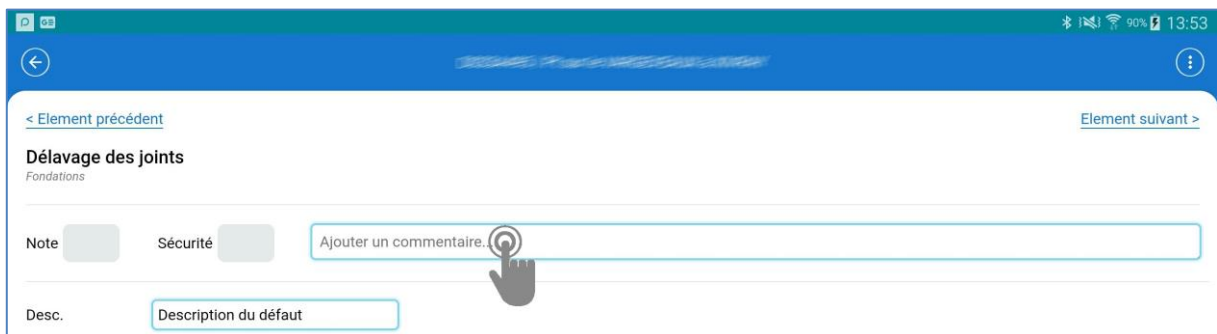 90% 13:53
< Element précédent
Element suivant >
Délavage des joints
Fondations
Note Sécurité Ajouter un commentaire...
Desc. Description du défaut